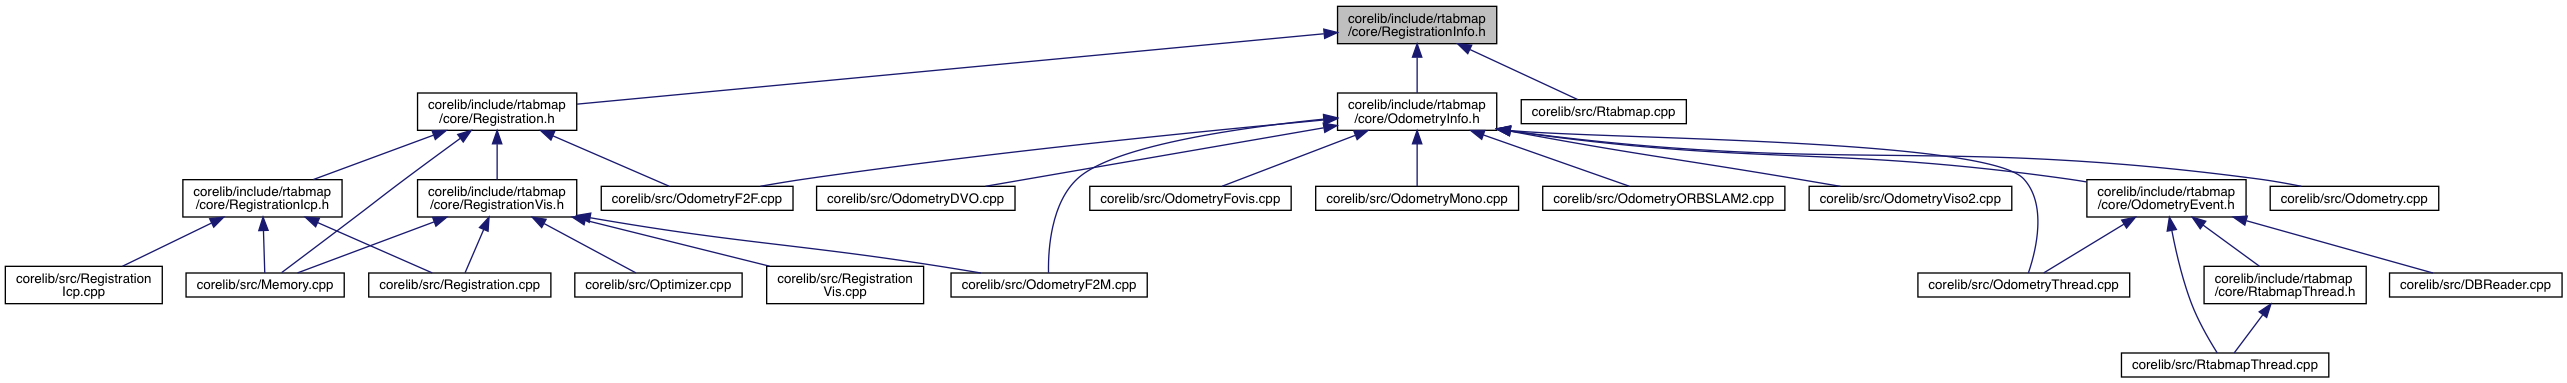 corelib/include/rtabmap
/core/RegistrationInfo.h
corelib/include/rtabmap
/core/Registration.h
corelib/include/rtabmap
/core/OdometryInfo.h
corelib/src/Rtabmap.cpp
corelib/include/rtabmap
/core/RegistrationIcp.h
corelib/include/rtabmap
/core/RegistrationVis.h
corelib/src/OdometryF2F.cpp
corelib/src/OdometryDVO.cpp
corelib/src/OdometryFovis.cpp
corelib/src/OdometryMono.cpp
corelib/src/OdometryORBSLAM2.cpp
corelib/src/OdometryViso2.cpp
corelib/include/rtabmap
/core/OdometryEvent.h
corelib/src/Odometry.cpp
corelib/src/Registration
Icp.cpp
corelib/src/Memory.cpp
corelib/src/Registration.cpp
corelib/src/Optimizer.cpp
corelib/src/Registration
Vis.cpp
corelib/src/OdometryF2M.cpp
corelib/src/OdometryThread.cpp
corelib/include/rtabmap
/core/RtabmapThread.h
corelib/src/DBReader.cpp
corelib/src/RtabmapThread.cpp